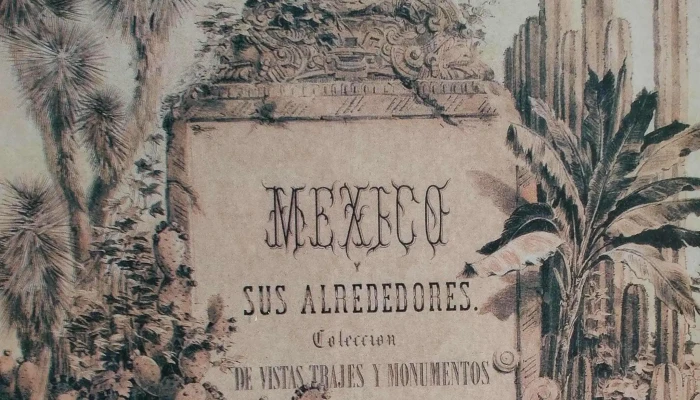 MEXICO
Y
SUS ALREDEDORES.
Coleccion
DE VISTAS TRAJES Y MONUMENTOS